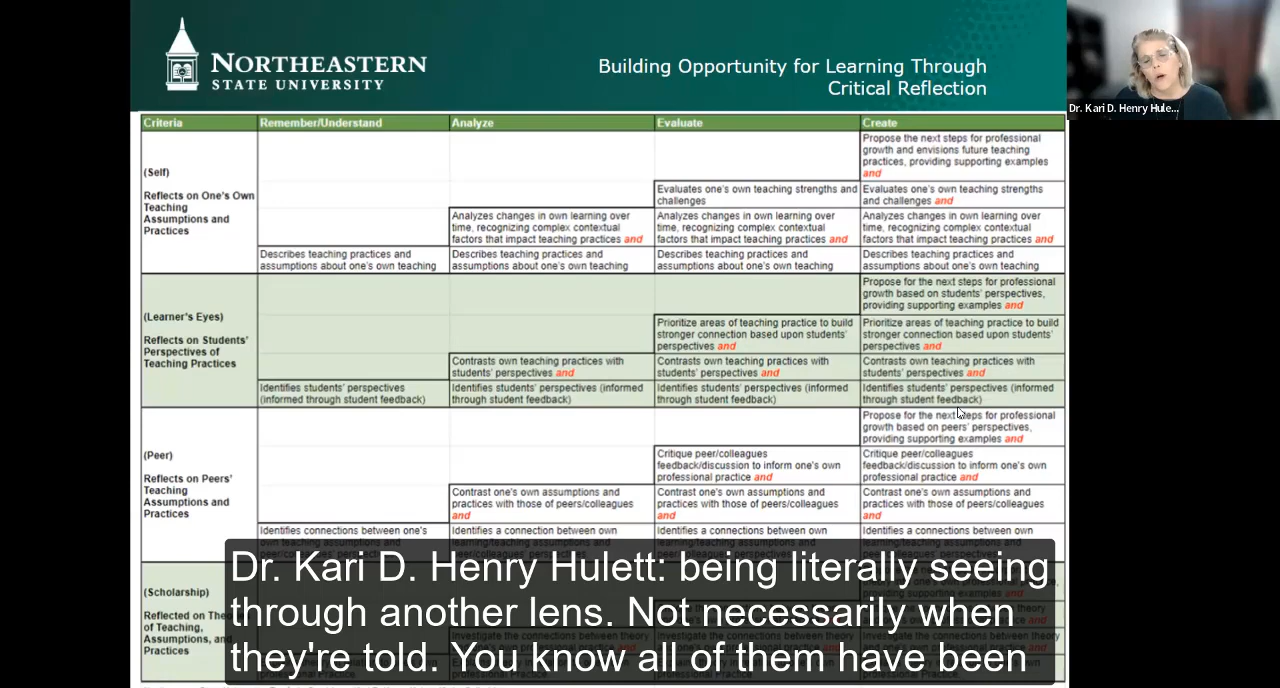 NORTHEASTERN
STATE UNIVERSITY
Building Opportunity for Learning Through
Critical Reflection
Dr. Kari D. Henry Hule...
Criteria
Remember/Understand
Analyze
Evaluate
Create
(Self)
Reflects on One's Own
Teaching
Assumptions and
Practices
Propose the next steps for professional
growth and envisions future teaching
practices, providing supporting examples
and
Evaluates one's own teaching strengths and
challenges
Evaluates one's own teaching strengths
and challenges and
Analyzes changes in own learning over
time, recognizing complex contextual
factors that impact teaching practices and
Analyzes changes in own learning over
time, recognizing complex contextual
factors that impact teaching practices and
Analyzes changes in own learning over
time, recognizing complex contextual
factors that impact teaching practices and
Describes teaching practices and
assumptions about one's own teaching
Describes teaching practices and
assumptions about one's own teaching
Describes teaching practices and
assumptions about one's own teaching
Describes teaching practices and
assumptions about one's own teaching
(Learner's Eyes)
Reflects on Students'
Perspectives of
Teaching Practices
Propose for the next steps for professional
growth based on students' perspectives,
providing supporting examples and
Prioritize areas of teaching practice to build
stronger connection based upon students'
perspectives and
Prioritize areas of teaching practice to build
stronger connection based upon students'
perspectives and
Contrasts own teaching practices with
students' perspectives and
Contrasts own teaching practices with
students' perspectives and
Contrasts own teaching practices with
students' perspectives and
Identifies students' perspectives
(informed through student feedback)
Identifies students' perspectives (informed
through student feedback)
Identifies students' perspectives (informed
through student feedback)
Identifies students' perspectives (informed
through student feedback)
(Peer)
Reflects on Peers'
Teaching
Assumptions and
Practices
Propose for the next steps for professional
growth based on peers' perspectives,
providing supporting examples and
Critique peer/colleagues
feedback/discussion to inform one's own
professional practice and
Critique peer/colleagues
feedback/discussion to inform one's own
professional practice and
Contrast one's own assumptions and
practices with those of peers/colleagues
and
Contrast one's own assumptions and
practices with those of peers/colleagues
and
Contrast one's own assumptions and
practices with those of peers/colleagues
and
Identifies connections between one's
Identifies a connection between own
Identifies a connection between own
Identifies a connection between own
(Scholarship)
Reflected on
of Teaching,
Assumptions, and
Practices
Dr. Kari D. Henry Hulett: being literally seeing
through another lens. Not necessarily when
they're told. You know all of them have been